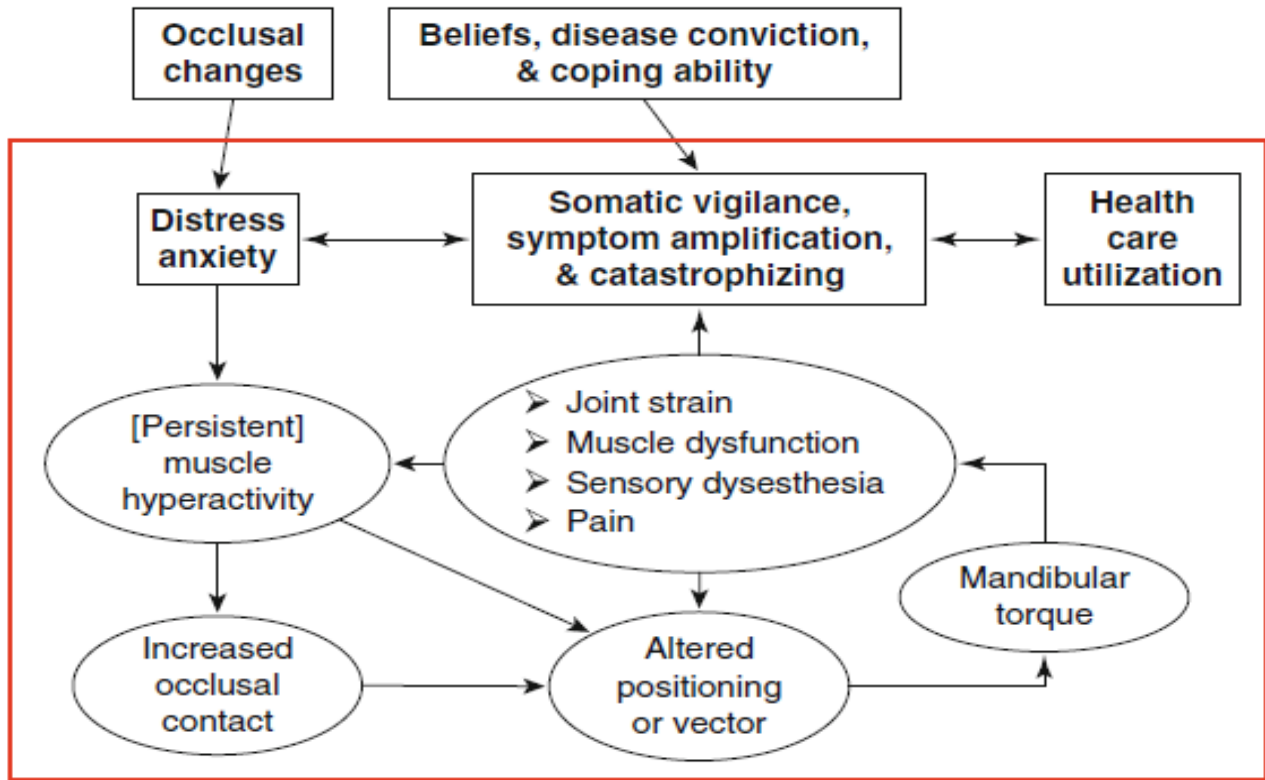 Occlusal
changes
Beliefs, disease conviction,
& coping ability
Distress
anxiety
Somatic vigilance,
symptom amplification,
& catastrophizing
Health
care
utilization
[Persistent]
muscle
hyperactivity
➢ Joint strain
➢ Muscle dysfunction
➢ Sensory dysesthesia
➢ Pain
Mandibular
torque
Increased
occlusal
contact
Altered
positioning
or vector